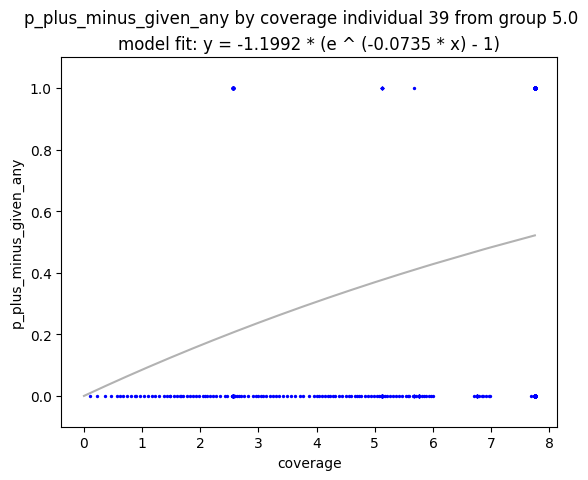 p_plus_minus_given_any by coverage individual 39 from group 5.0
model fit: y = -1.1992 * (e ^ (-0.0735 * x) - 1)
1.0
0.8
0.6
0.4
0.2
0.0
p_plus_minus_given_any
0 1 2 3 4 5 6 7 8
coverage